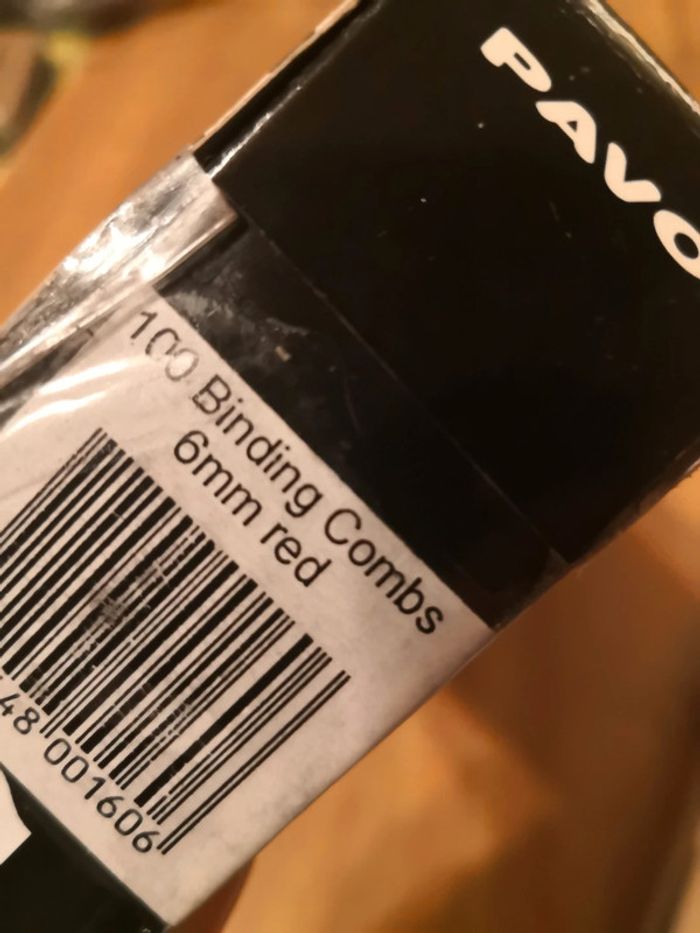 PAVO
100 Binding Combs
6mm red
48 001606